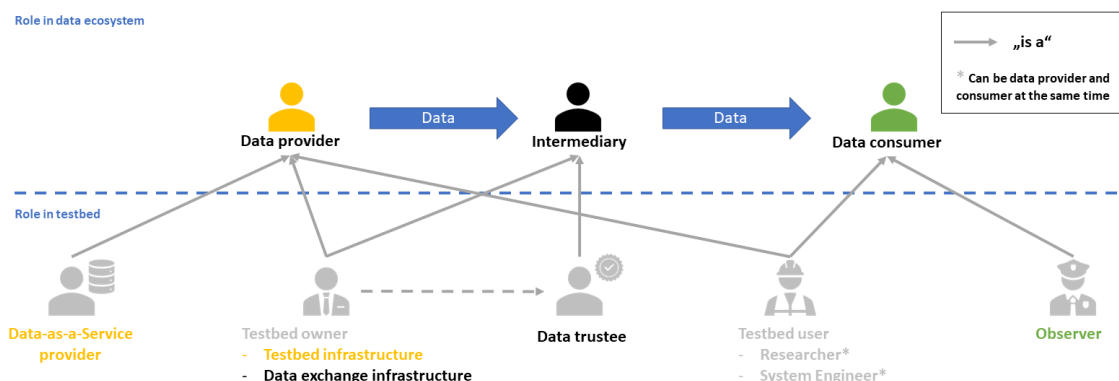 Role in data ecosystem
„is a“
* Can be data provider and
consumer at the same time
Data
Data
Data provider
Intermediary
Data consumer
Role in testbed
Data-as-a-Service
provider
Testbed owner
- Testbed infrastructure
- Data exchange infrastructure
Data trustee
Testbed user
- Researcher*
- System Engineer*
Observer